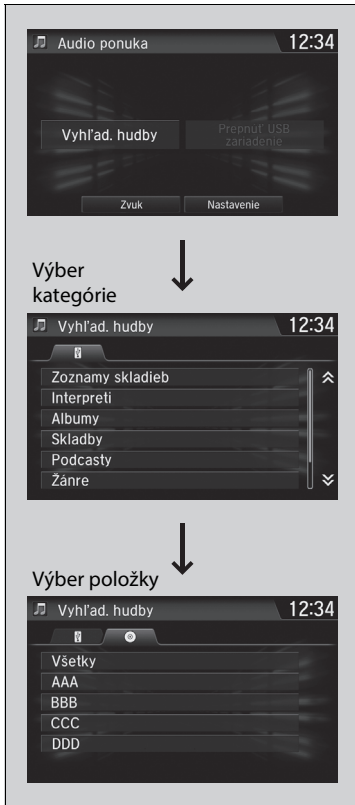 Audio ponuka
12:34
Vyhľad. hudby
Prepnuť USB
zariadenie
Zvuk
Nastavenie
Výber
kategórie
Vyhľad. hudby
12:34
Zoznamy skladieb
Interpreti
Albumy
Skladby
Podcasty
Žánre
Výber položky
Vyhľad. hudby
12:34
Všetky
AAA
BBB
CCC
DDD